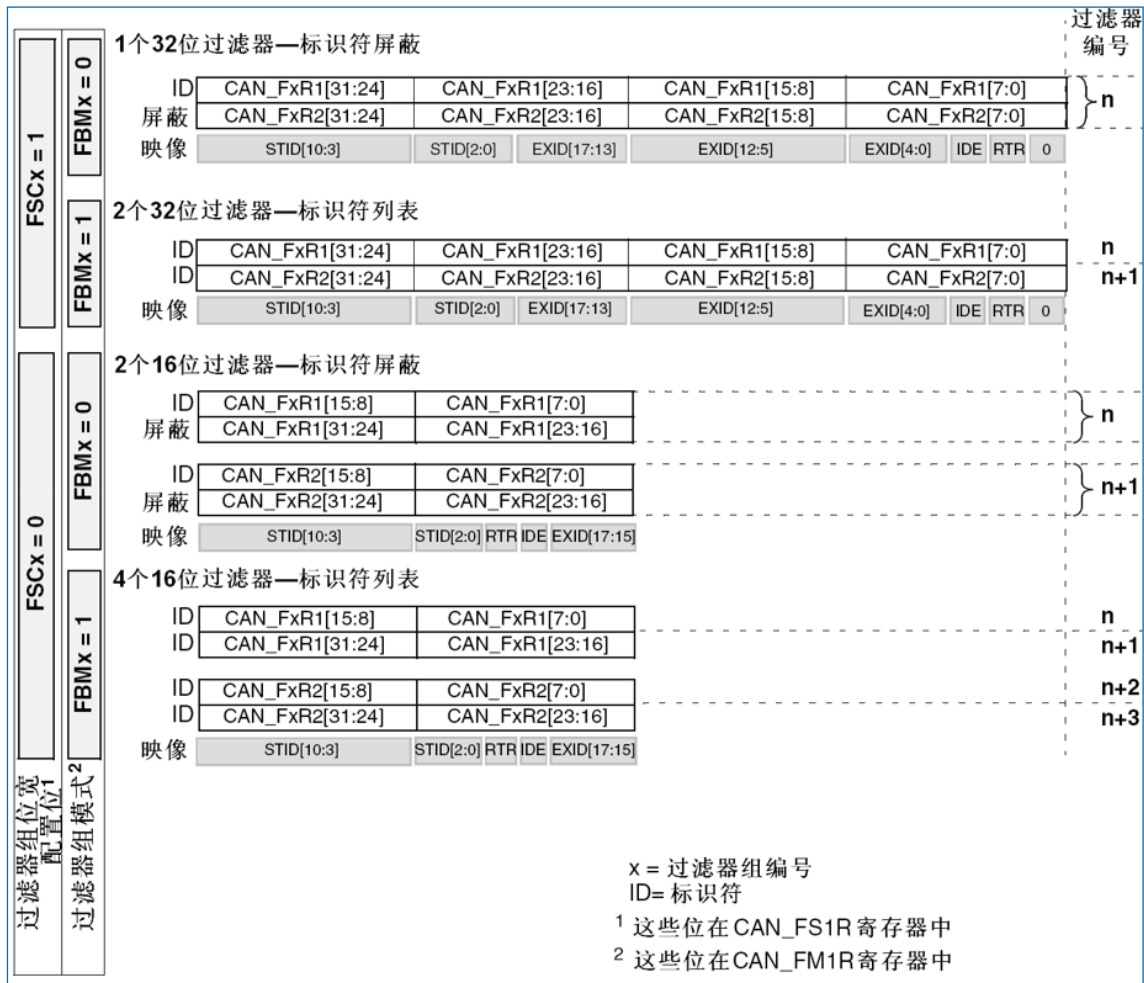 过滤器
编号
1个32位过滤器—标识符屏蔽
ID CAN_FxR1[31:24] CAN_FxR1[23:16] CAN_FxR1[15:8] CAN_FxR1[7:0]
屏蔽 CAN_FxR2[31:24] CAN_FxR2[23:16] CAN_FxR2[15:8] CAN_FxR2[7:0]
n
映像 STID[10:3] STID[2:0] EXID[17:13] EXID[12:5] EXID[4:0] IDE RTR 0
FBMx = 0
FSCx = 1
2个32位过滤器—标识符列表
ID CAN_FxR1[31:24] CAN_FxR1[23:16] CAN_FxR1[15:8] CAN_FxR1[7:0] n
ID CAN_FxR2[31:24] CAN_FxR2[23:16] CAN_FxR2[15:8] CAN_FxR2[7:0] n+1
映像 STID[10:3] STID[2:0] EXID[17:13] EXID[12:5] EXID[4:0] IDE RTR 0
FBMx = 1
2个16位过滤器—标识符屏蔽
ID CAN_FxR1[15:8] CAN_FxR1[7:0]
屏蔽 CAN_FxR1[31:24] CAN_FxR1[23:16]
n
ID CAN_FxR2[15:8] CAN_FxR2[7:0]
屏蔽 CAN_FxR2[31:24] CAN_FxR2[23:16]
n+1
映像 STID[10:3] STID[2:0] RTR IDE EXID[17:15]
FBMx = 0
FSCx = 0
4个16位过滤器—标识符列表
ID CAN_FxR1[15:8] CAN_FxR1[7:0] n
ID CAN_FxR1[31:24] CAN_FxR1[23:16] n+1
ID CAN_FxR2[15:8] CAN_FxR2[7:0] n+2
ID CAN_FxR2[31:24] CAN_FxR2[23:16] n+3
映像 STID[10:3] STID[2:0] RTR IDE EXID[17:15]
FBMx = 1
过滤器组位宽
配置位1
过滤器组模式2
x = 过滤器组编号
ID= 标识符
1 这些位在CAN_FS1R寄存器中
2 这些位在CAN_FM1R寄存器中